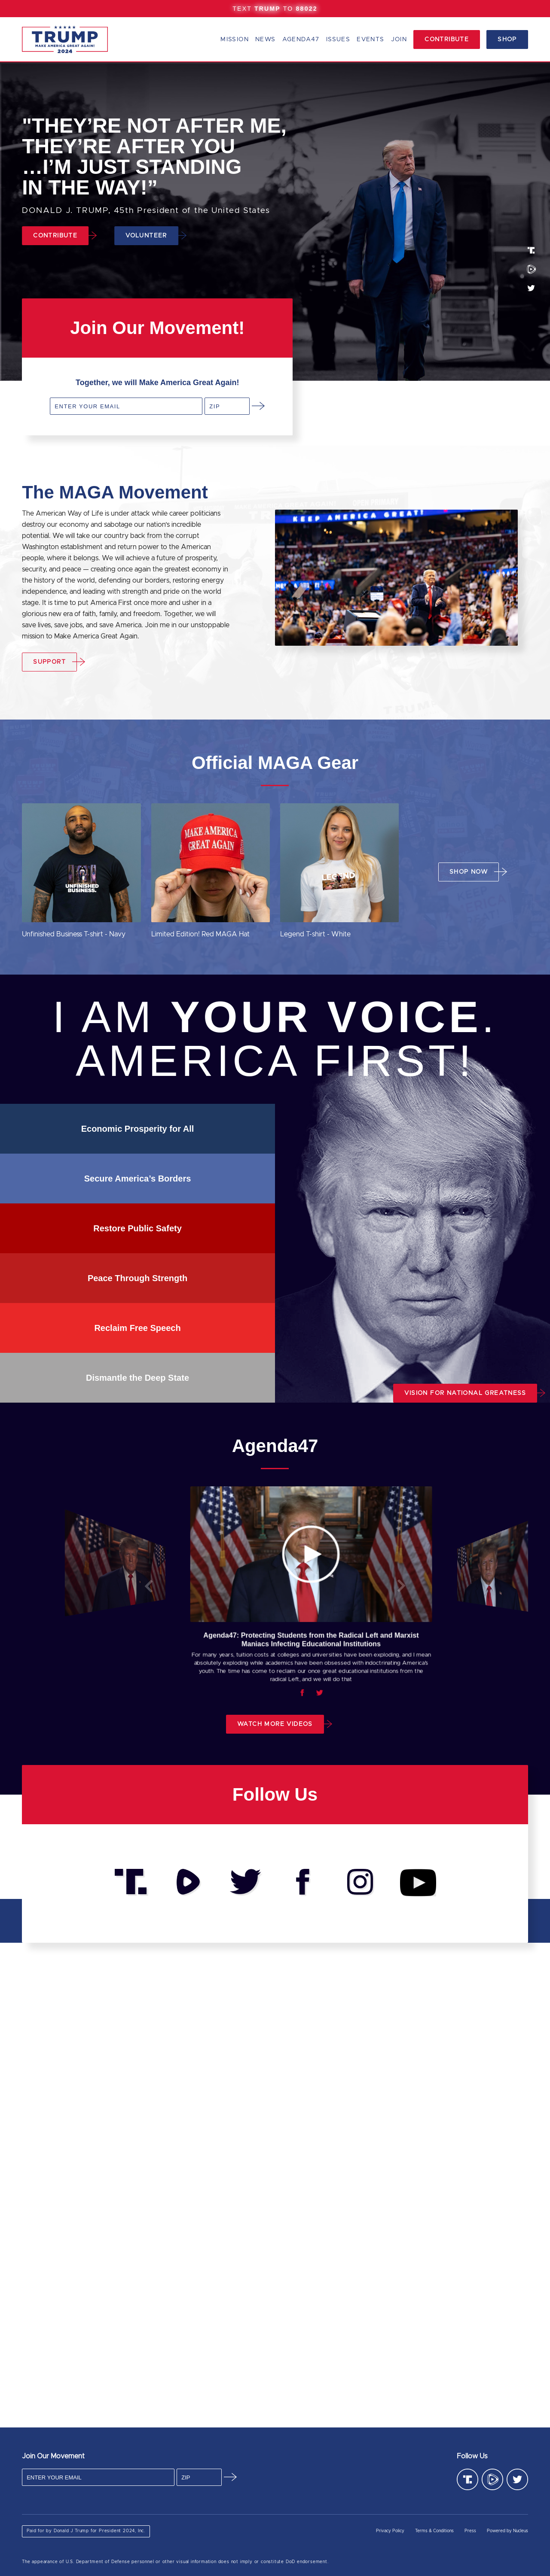 TEXT TRUMP TO 88022
TRUMP
MAKE AMERICA GREAT AGAIN!
2024
MISSION NEWS AGENDA47 ISSUES EVENTS JOIN CONTRIBUTE SHOP
"THEY’RE NOT AFTER ME,
THEY’RE AFTER YOU
…I’M JUST STANDING
IN THE WAY!”
DONALD J. TRUMP, 45th President of the United States
CONTRIBUTE VOLUNTEER
Join Our Movement!
Together, we will Make America Great Again!
ENTER YOUR EMAIL ZIP
The MAGA Movement
The American Way of Life is under attack while career politicians
destroy our economy and sabotage our nation's incredible
potential. We will take our country back from the corrupt
Washington establishment and return power to the American
people, where it belongs. We will achieve a future of prosperity,
security, and peace — creating once again the greatest economy in
the history of the world, defending our borders, restoring energy
independence, and leading with strength and pride on the world
stage. It is time to put America First once more and usher in a
glorious new era of faith, family, and freedom. Together, we will
save lives, save jobs, and save America. Join me in our unstoppable
mission to Make America Great Again.
KEEP AMERICA GREAT!
SUPPORT
Official MAGA Gear
UNFINISHED
BUSINESS.
MAKE AMERICA
GREAT AGAIN
SHOP NOW
Unfinished Business T-shirt - Navy
Limited Edition! Red MAGA Hat
Legend T-shirt - White
I AM YOUR VOICE.
AMERICA FIRST!
Economic Prosperity for All
Secure America’s Borders
Restore Public Safety
Peace Through Strength
Reclaim Free Speech
Dismantle the Deep State
VISION FOR NATIONAL GREATNESS
Agenda47
Agenda47: Protecting Students from the Radical Left and Marxist
Maniacs Infecting Educational Institutions
For many years, tuition costs at colleges and universities have been exploding, and I mean
absolutely exploding while academics have been obsessed with indoctrinating America's
youth. The time has come to reclaim our once great educational institutions from the
radical Left, and we will do that
WATCH MORE VIDEOS
Follow Us
Join Our Movement
Follow Us
ENTER YOUR EMAIL ZIP
Paid for by Donald J Trump for President 2024, Inc.
Privacy Policy Terms & Conditions Press Powered by Nucleus
The appearance of U.S. Department of Defense personnel or other visual information does not imply or constitute DoD endorsement